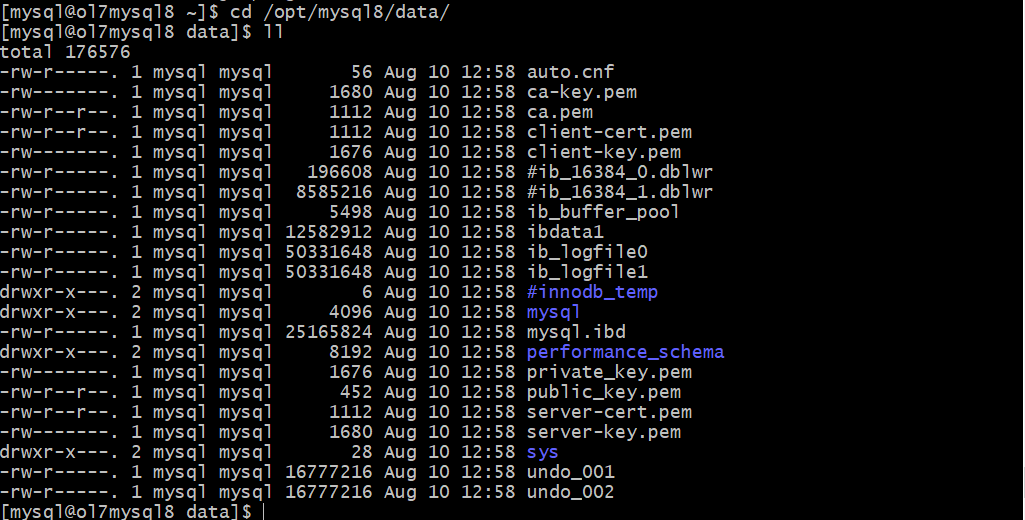 [mysql@ol7mysql8 ~]$ cd /opt/mysql8/data/
[mysql@ol7mysql8 data]$ ll
total 176576
-rw-r-----. 1 mysql mysql       56 Aug 10 12:58 auto.cnf
-rw-------. 1 mysql mysql     1680 Aug 10 12:58 ca-key.pem
-rw-r--r--. 1 mysql mysql     1112 Aug 10 12:58 ca.pem
-rw-r--r--. 1 mysql mysql     1112 Aug 10 12:58 client-cert.pem
-rw-------. 1 mysql mysql     1676 Aug 10 12:58 client-key.pem
-rw-r-----. 1 mysql mysql   196608 Aug 10 12:58 #ib_16384_0.dblwr
-rw-r-----. 1 mysql mysql  8585216 Aug 10 12:58 #ib_16384_1.dblwr
-rw-r-----. 1 mysql mysql     5498 Aug 10 12:58 ib_buffer_pool
-rw-r-----. 1 mysql mysql 12582912 Aug 10 12:58 ibdata1
-rw-r-----. 1 mysql mysql 50331648 Aug 10 12:58 ib_logfile0
-rw-r-----. 1 mysql mysql 50331648 Aug 10 12:58 ib_logfile1
drwxr-x---. 2 mysql mysql        6 Aug 10 12:58 #innodb_temp
drwxr-x---. 2 mysql mysql     4096 Aug 10 12:58 mysql
-rw-r-----. 1 mysql mysql 25165824 Aug 10 12:58 mysql.ibd
drwxr-x---. 2 mysql mysql     8192 Aug 10 12:58 performance_schema
-rw-------. 1 mysql mysql     1676 Aug 10 12:58 private_key.pem
-rw-r--r--. 1 mysql mysql      452 Aug 10 12:58 public_key.pem
-rw-r--r--. 1 mysql mysql     1112 Aug 10 12:58 server-cert.pem
-rw-------. 1 mysql mysql     1680 Aug 10 12:58 server-key.pem
drwxr-x---. 2 mysql mysql       28 Aug 10 12:58 sys
-rw-r-----. 1 mysql mysql 16777216 Aug 10 12:58 undo_001
-rw-r-----. 1 mysql mysql 16777216 Aug 10 12:58 undo_002
[mysql@ol7mysql8 data]$